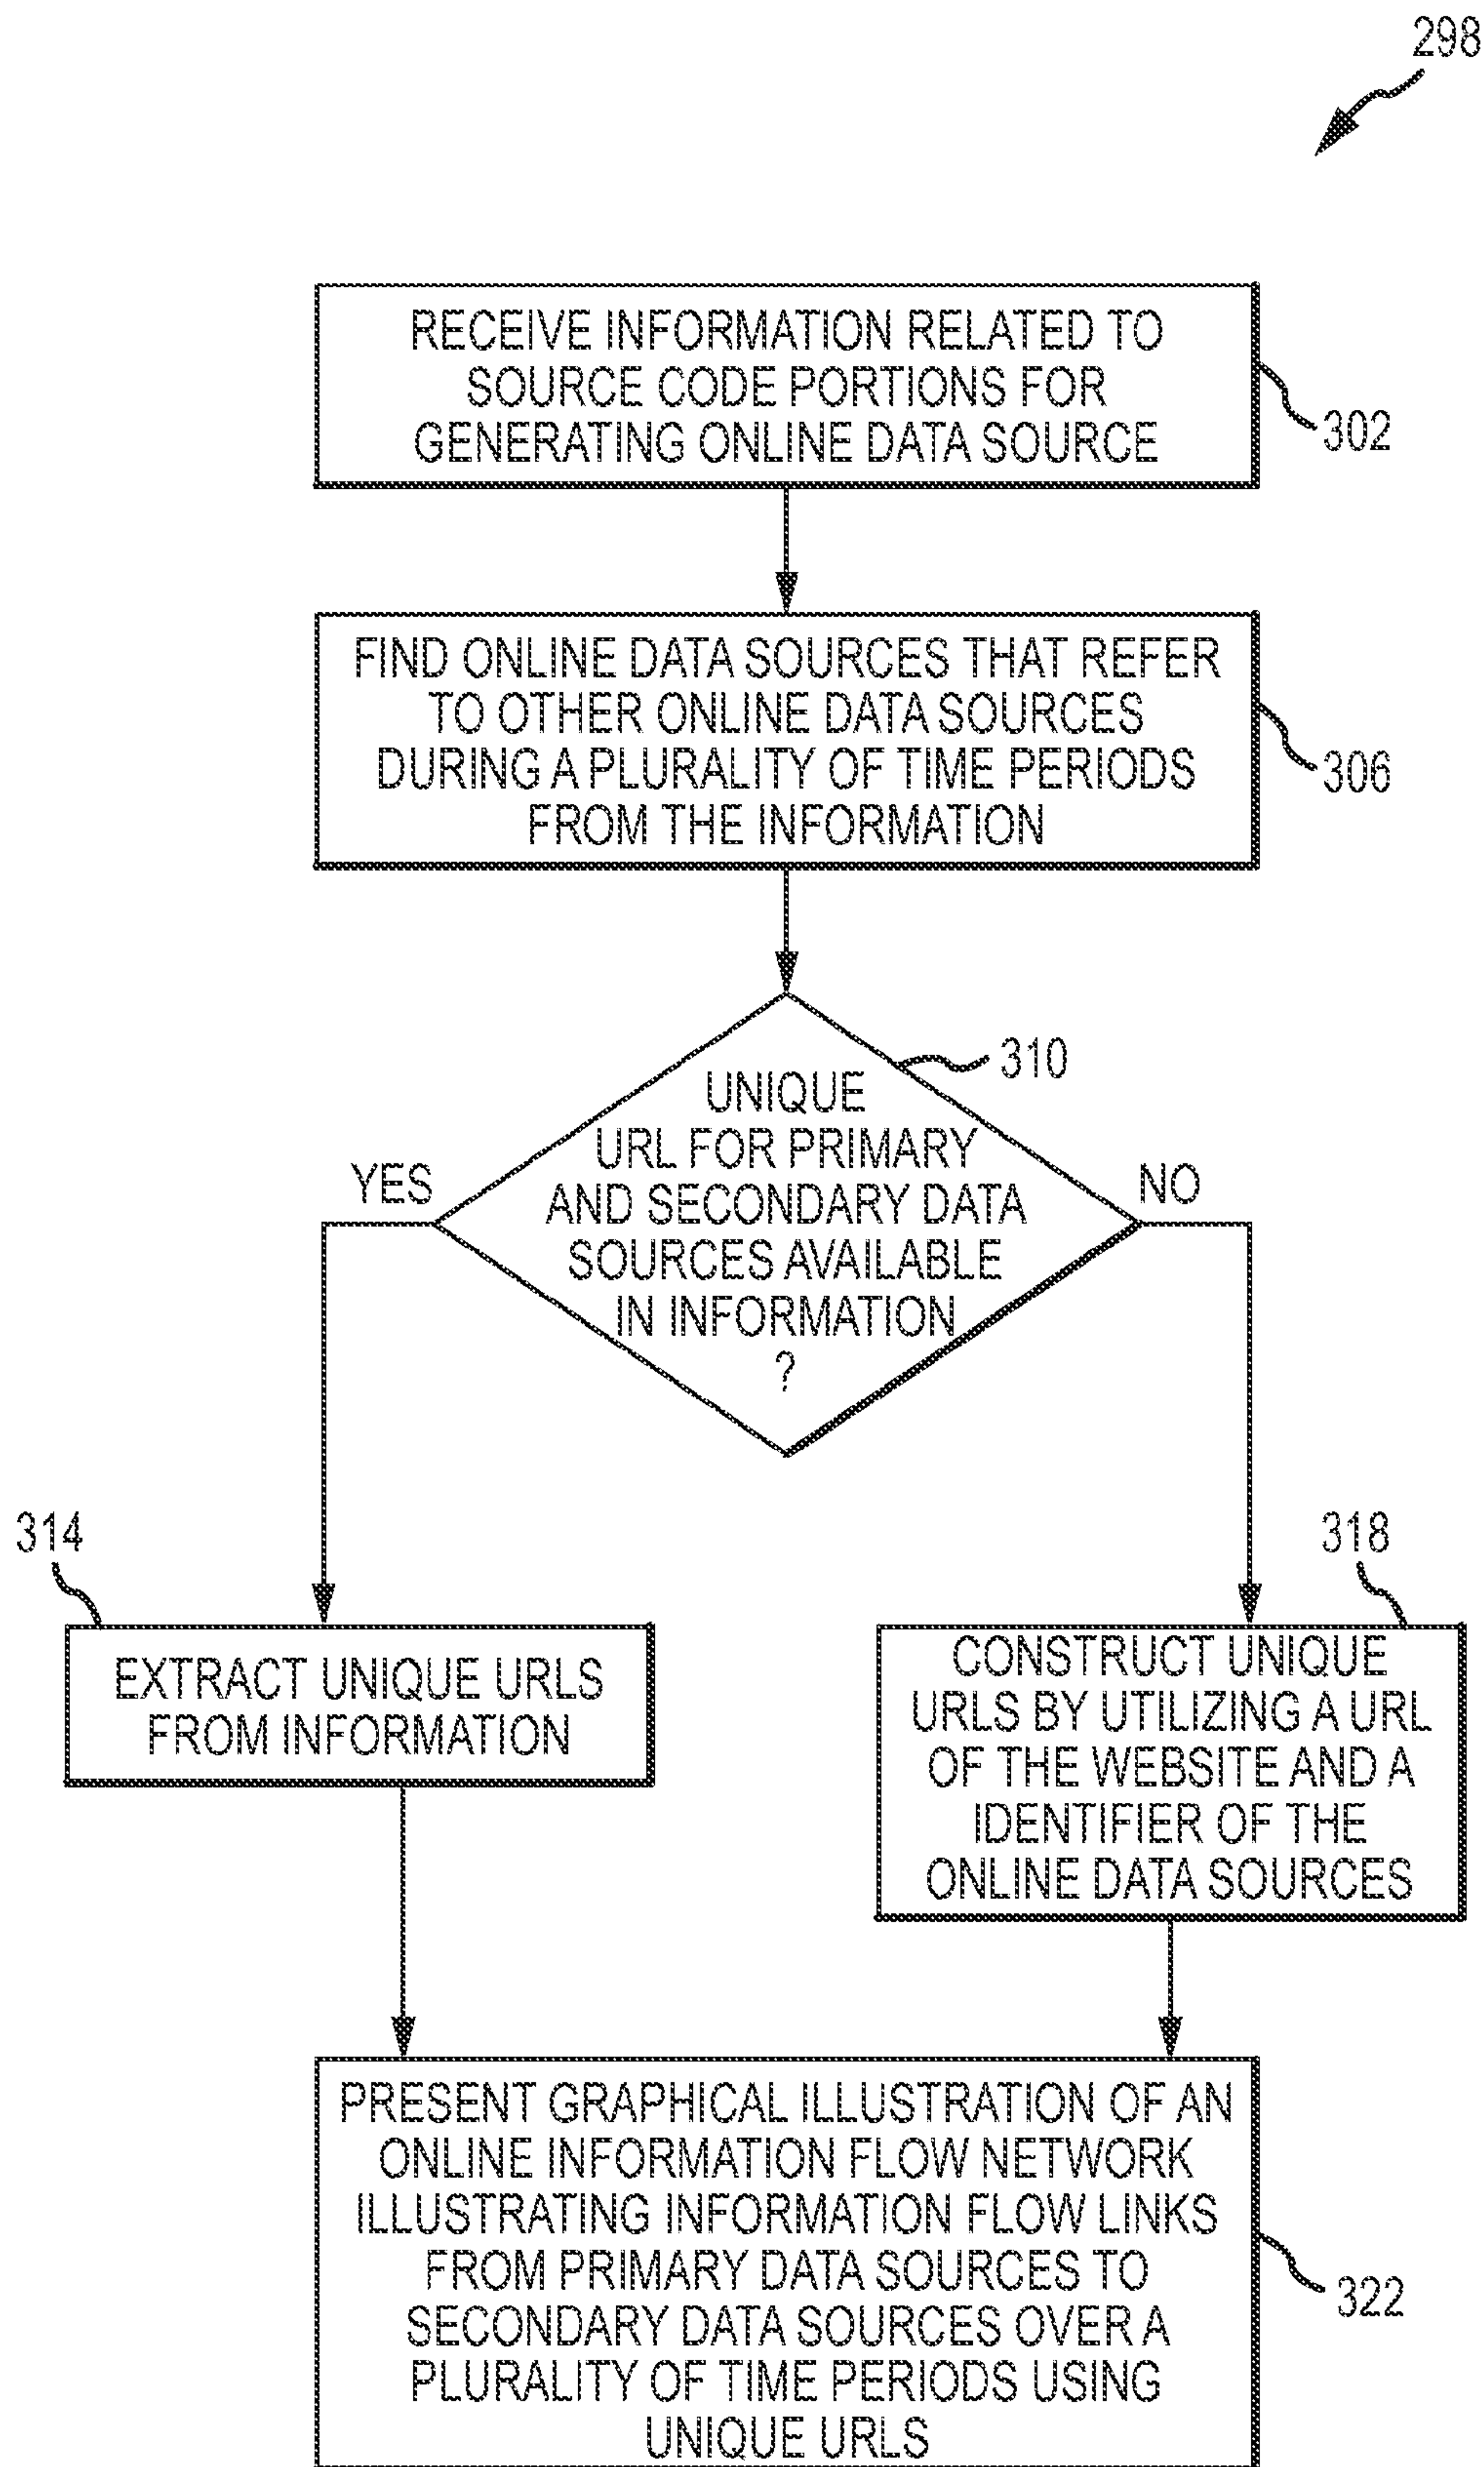 298
RECEIVE INFORMATION RELATED TO
SOURCE CODE PORTIONS FOR
GENERATING ONLINE DATA SOURCE
302
FIND ONLINE DATA SOURCES THAT REFER
TO OTHER ONLINE DATA SOURCES
DURING A PLURALITY OF TIME PERIODS
FROM THE INFORMATION
306
310
UNIQUE
URL FOR PRIMARY
AND SECONDARY DATA
SOURCES AVAILABLE
IN INFORMATION
?
YES
NO
314
EXTRACT UNIQUE URLS
FROM INFORMATION
318
CONSTRUCT UNIQUE
URLS BY UTILIZING A URL
OF THE WEBSITE AND A
IDENTIFIER OF THE
ONLINE DATA SOURCES
PRESENT GRAPHICAL ILLUSTRATION OF AN
ONLINE INFORMATION FLOW NETWORK
ILLUSTRATING INFORMATION FLOW LINKS
FROM PRIMARY DATA SOURCES TO
SECONDARY DATA SOURCES OVER A
PLURALITY OF TIME PERIODS USING
UNIQUE URLS
322